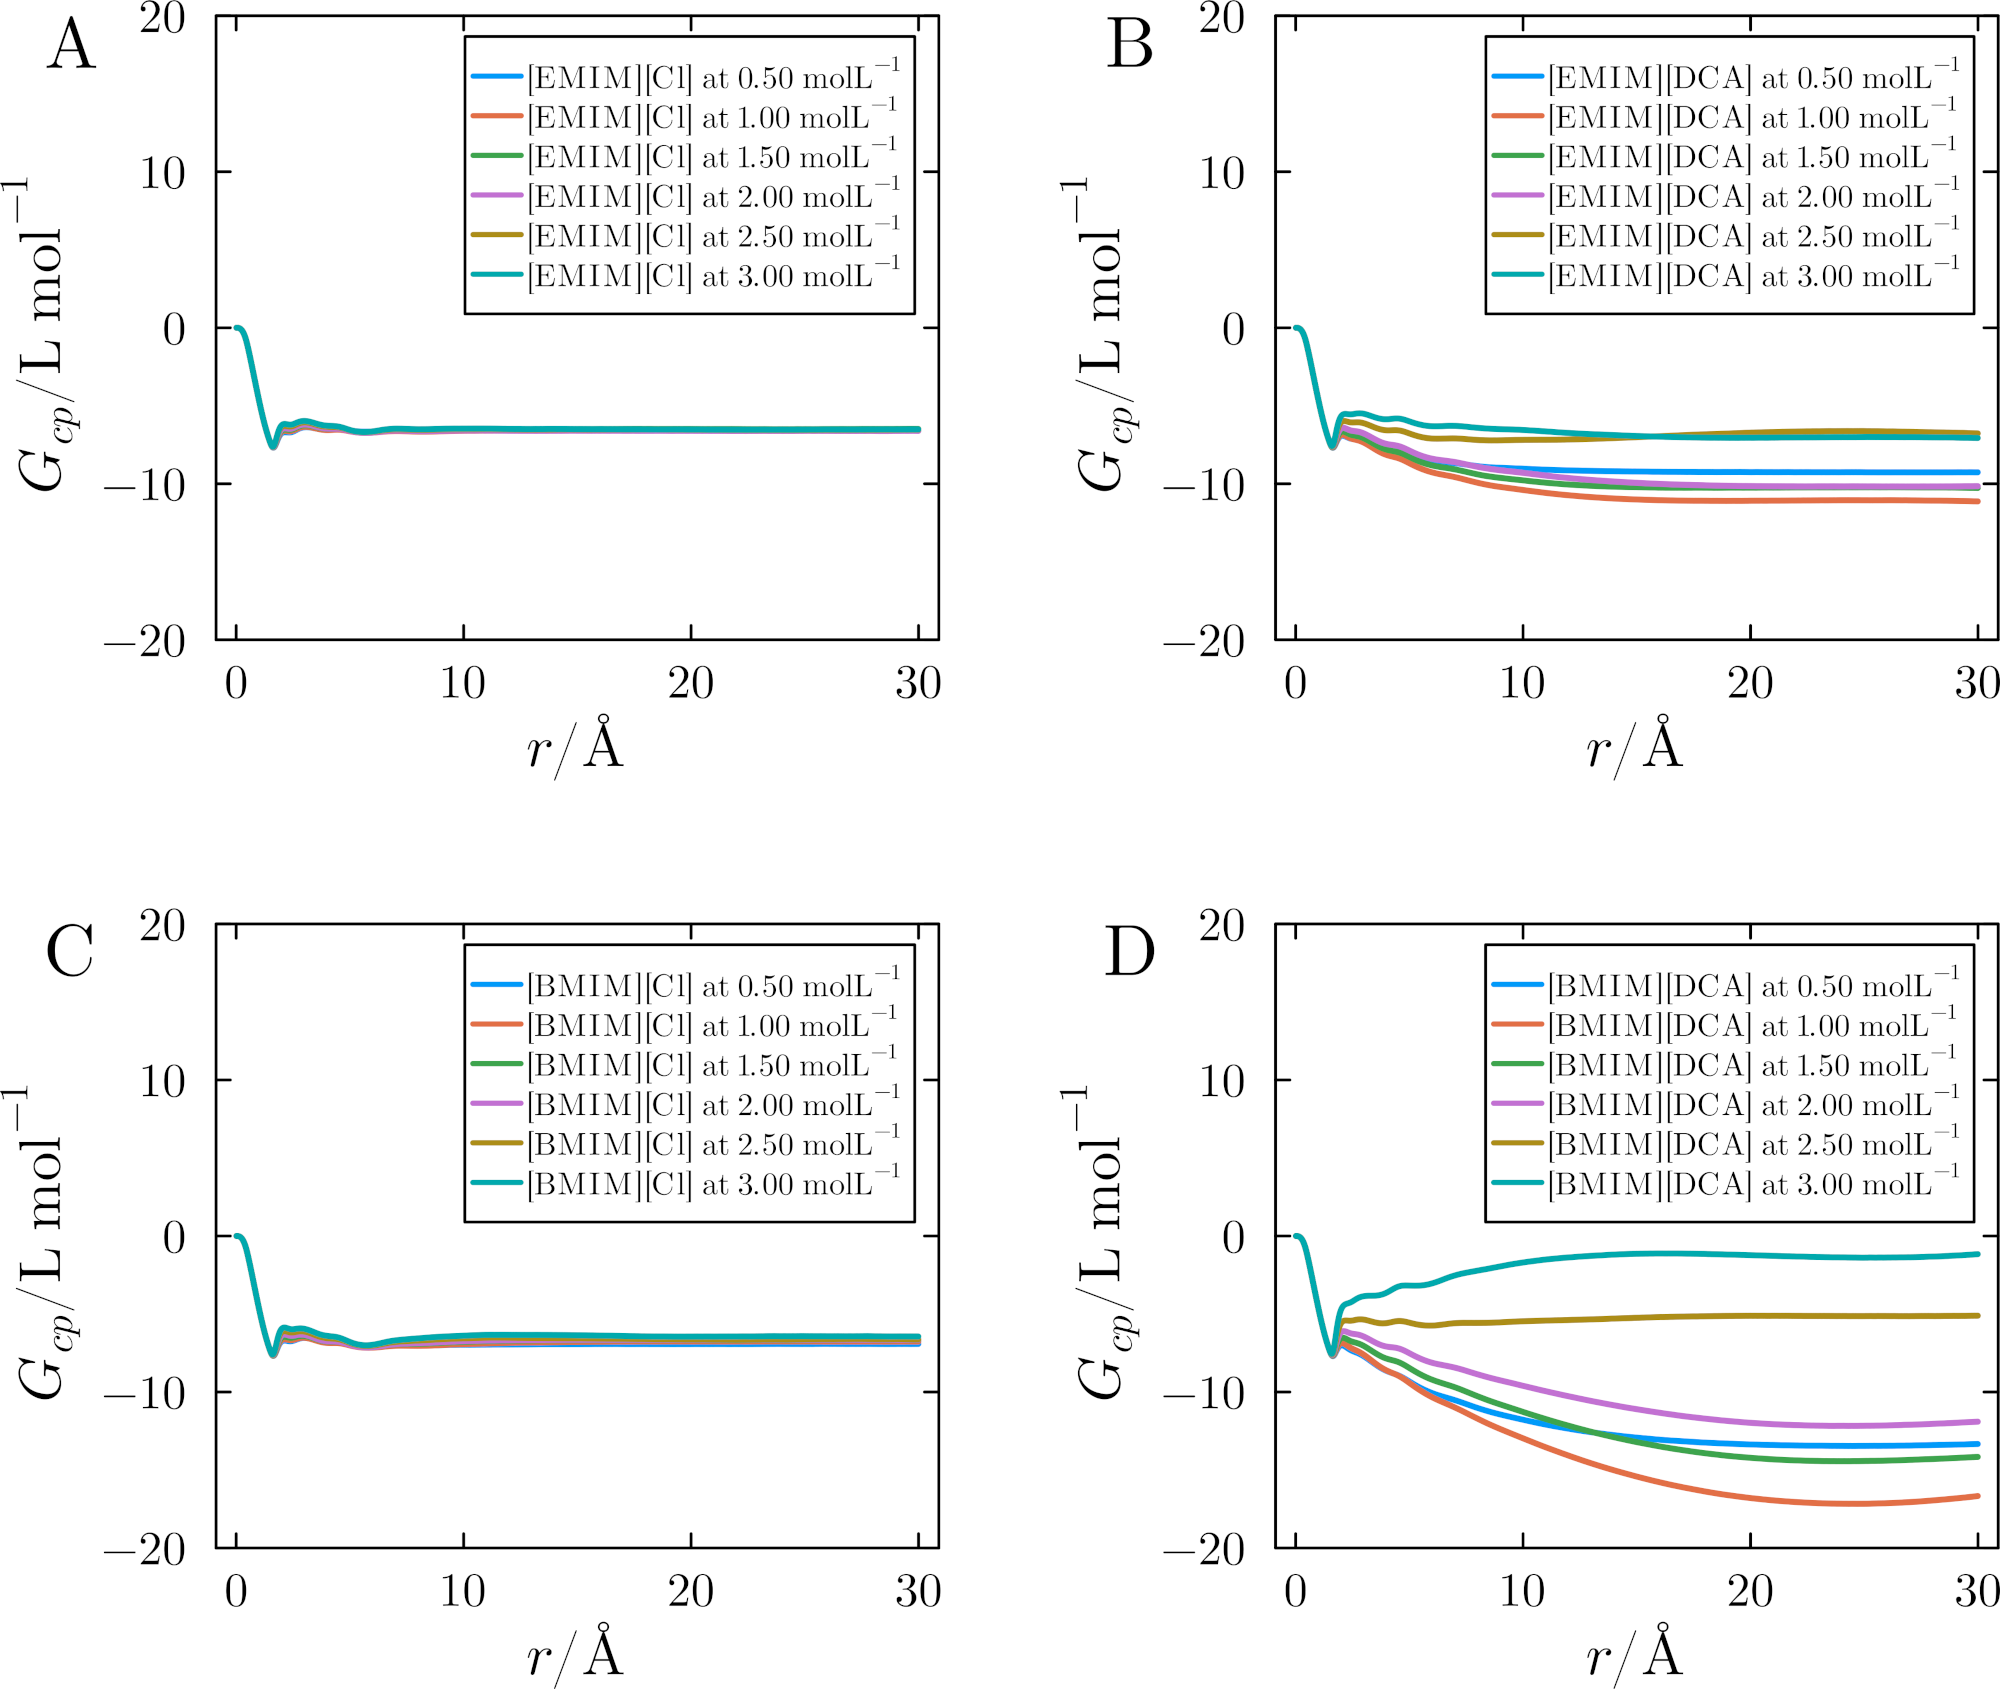 A
20
10
0
−10
−20
G_cp/L mol^−1
[EMIM][Cl] at 0.50 molL^−1
[EMIM][Cl] at 1.00 molL^−1
[EMIM][Cl] at 1.50 molL^−1
[EMIM][Cl] at 2.00 molL^−1
[EMIM][Cl] at 2.50 molL^−1
[EMIM][Cl] at 3.00 molL^−1
0 10 20 30
r/Å
B
20
10
0
−10
−20
G_cp/L mol^−1
[EMIM][DCA] at 0.50 molL^−1
[EMIM][DCA] at 1.00 molL^−1
[EMIM][DCA] at 1.50 molL^−1
[EMIM][DCA] at 2.00 molL^−1
[EMIM][DCA] at 2.50 molL^−1
[EMIM][DCA] at 3.00 molL^−1
0 10 20 30
r/Å
C
20
10
0
−10
−20
G_cp/L mol^−1
[BMIM][Cl] at 0.50 molL^−1
[BMIM][Cl] at 1.00 molL^−1
[BMIM][Cl] at 1.50 molL^−1
[BMIM][Cl] at 2.00 molL^−1
[BMIM][Cl] at 2.50 molL^−1
[BMIM][Cl] at 3.00 molL^−1
0 10 20 30
r/Å
D
20
10
0
−10
−20
G_cp/L mol^−1
[BMIM][DCA] at 0.50 molL^−1
[BMIM][DCA] at 1.00 molL^−1
[BMIM][DCA] at 1.50 molL^−1
[BMIM][DCA] at 2.00 molL^−1
[BMIM][DCA] at 2.50 molL^−1
[BMIM][DCA] at 3.00 molL^−1
0 10 20 30
r/Å